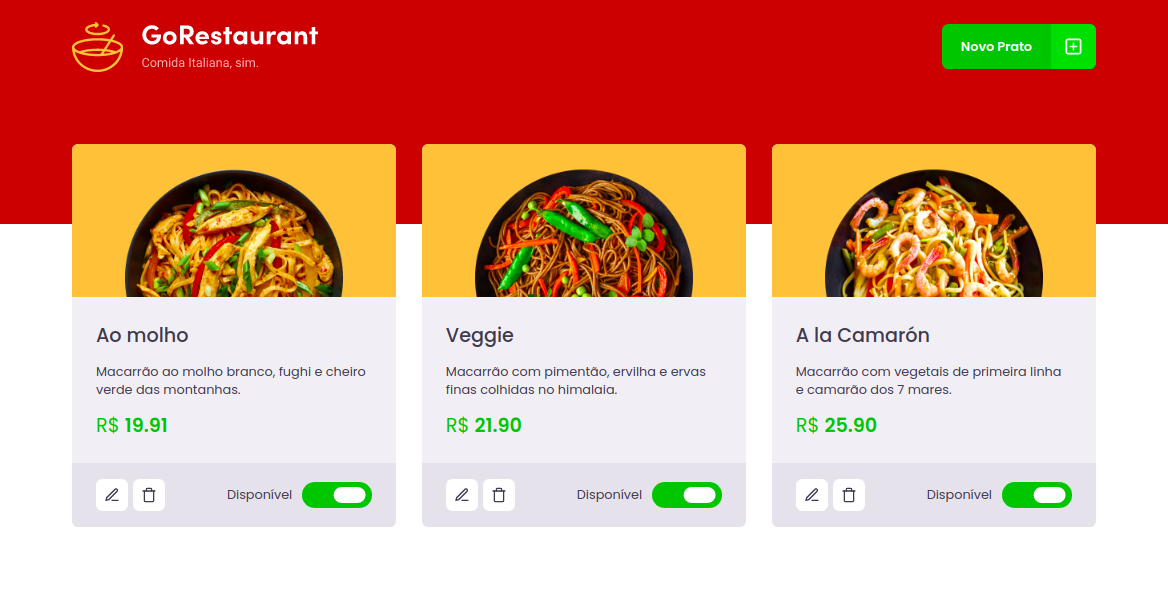 GoRestaurant
Comida Italiana, sim.
Novo Prato
Ao molho
Macarrão ao molho branco, fughi e cheiro
verde das montanhas.
R$ 19.91
Disponível
Veggie
Macarrão com pimentão, ervilha e ervas
finas colhidas no himalaia.
R$ 21.90
Disponível
A la Camarón
Macarrão com vegetais de primeira linha
e camarão dos 7 mares.
R$ 25.90
Disponível